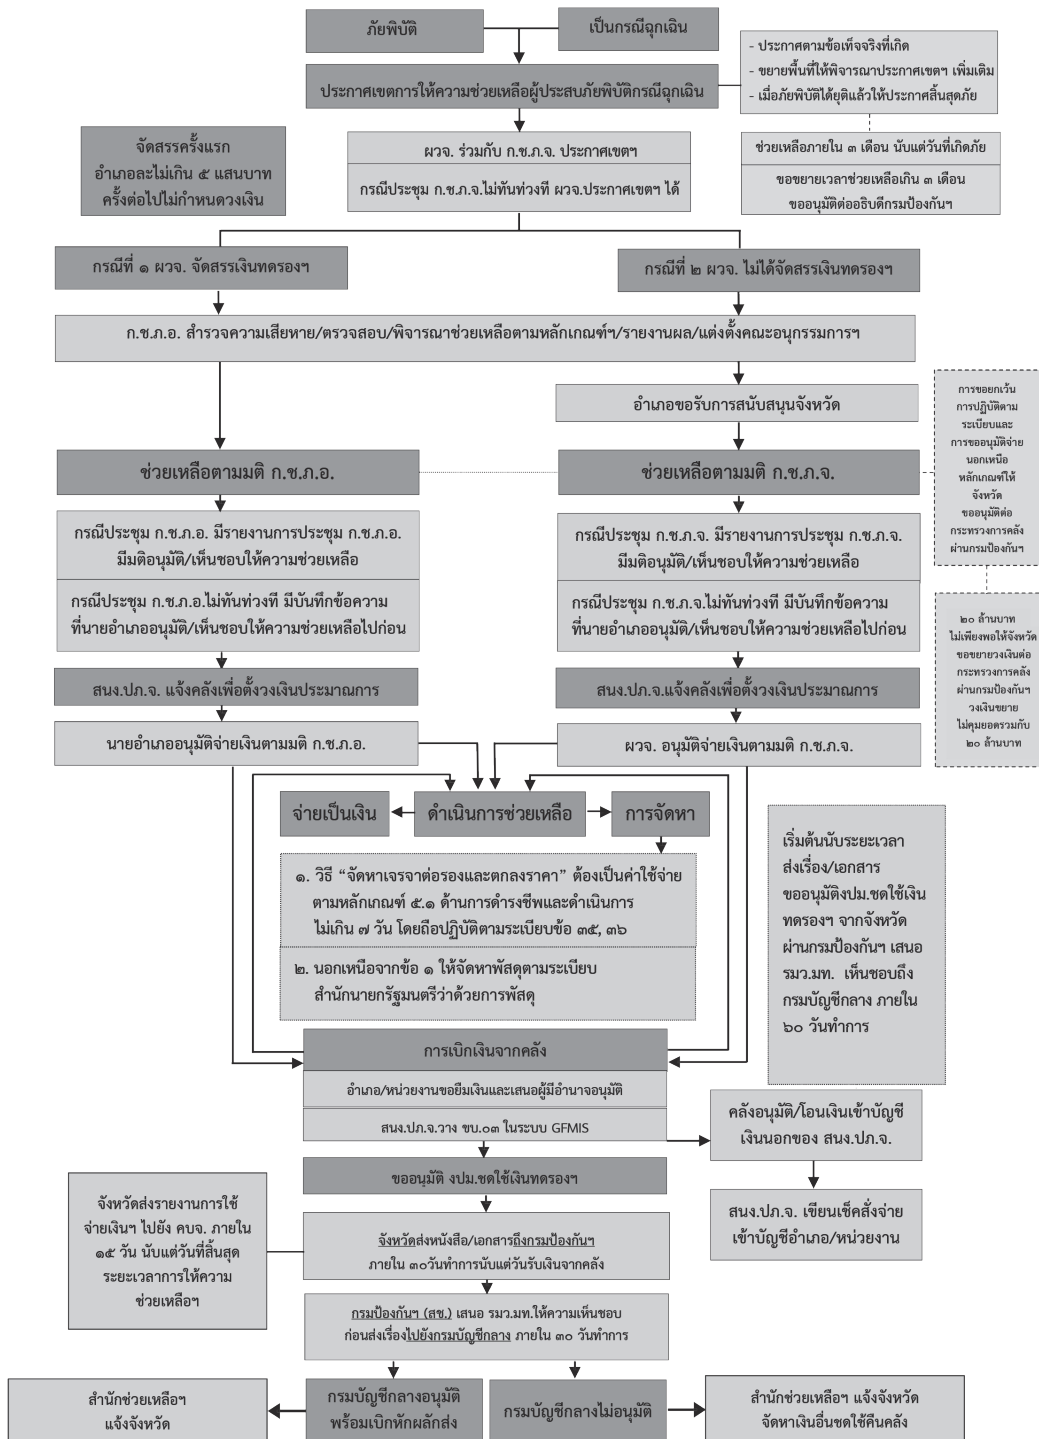 ภัยพิบัติ
เป็นกรณีฉุกเฉิน
ประกาศเขตการให้ความช่วยเหลือผู้ประสบภัยพิบัติกรณีฉุกเฉิน
- ประกาศตามข้อเท็จจริงที่เกิด
- ขยายพื้นที่ให้พิจารณาประกาศเขตฯ เพิ่มเติม
- เมื่อภัยพิบัติได้ยุติแล้วให้ประกาศสิ้นสุดภัย
จัดสรรครั้งแรก
อำเภอละไม่เกิน ๕ แสนบาท
ครั้งต่อไปไม่กำหนดวงเงิน
ผวจ. ร่วมกับ ก.ช.ภ.จ. ประกาศเขตฯ
กรณีประชุม ก.ช.ภ.จ.ไม่ทันท่วงที ผวจ.ประกาศเขตฯ ได้
ช่วยเหลือภายใน ๓ เดือน นับแต่วันที่เกิดภัย
ขอขยายเวลาช่วยเหลือเกิน ๓ เดือน
ขออนุมัติต่ออธิบดีกรมป้องกันฯ
กรณีที่ ๑ ผวจ. จัดสรรเงินทดรองฯ
กรณีที่ ๒ ผวจ. ไม่ได้จัดสรรเงินทดรองฯ
ก.ช.ภ.อ. สำรวจความเสียหาย/ตรวจสอบ/พิจารณาช่วยเหลือตามหลักเกณฑ์ฯ/รายงานผล/แต่งตั้งคณะอนุกรรมการฯ
อำเภอขอรับการสนับสนุนจังหวัด
ช่วยเหลือตามมติ ก.ช.ภ.อ.
ช่วยเหลือตามมติ ก.ช.ภ.จ.
การขอยกเว้น
การปฏิบัติตาม
ระเบียบและ
การขออนุมัติจ่าย
นอกเหนือ
หลักเกณฑ์ให้
จังหวัด
ขออนุมัติต่อ
กระทรวงการคลัง
ผ่านกรมป้องกันฯ
กรณีประชุม ก.ช.ภ.อ. มีรายงานการประชุม ก.ช.ภ.อ.
มีมติอนุมัติ/เห็นชอบให้ความช่วยเหลือ
กรณีประชุม ก.ช.ภ.อ.ไม่ทันท่วงที มีบันทึกข้อความ
ที่นายอำเภออนุมัติ/เห็นชอบให้ความช่วยเหลือไปก่อน
กรณีประชุม ก.ช.ภ.จ. มีรายงานการประชุม ก.ช.ภ.จ.
มีมติอนุมัติ/เห็นชอบให้ความช่วยเหลือ
กรณีประชุม ก.ช.ภ.จ.ไม่ทันท่วงที มีบันทึกข้อความ
ที่นายอำเภออนุมัติ/เห็นชอบให้ความช่วยเหลือไปก่อน
๒๐ ล้านบาท
ไม่เพียงพอให้จังหวัด
ขอขยายวงเงินต่อ
กระทรวงการคลัง
ผ่านกรมป้องกันฯ
วงเงินขยาย
ไม่คุมยอดรวมกับ
๒๐ ล้านบาท
สนง.ปภ.จ. แจ้งคลังเพื่อตั้งวงเงินประมาณการ
สนง.ปภ.จ.แจ้งคลังเพื่อตั้งวงเงินประมาณการ
นายอำเภออนุมัติจ่ายเงินตามมติ ก.ช.ภ.อ.
ผวจ. อนุมัติจ่ายเงินตามมติ ก.ช.ภ.จ.
จ่ายเป็นเงิน
ดำเนินการช่วยเหลือ
การจัดหา
๑. วิธี “จัดหาเจรจาต่อรองและตกลงราคา” ต้องเป็นค่าใช้จ่าย
ตามหลักเกณฑ์ ๕.๑ ด้านการดำรงชีพและดำเนินการ
ไม่เกิน ๗ วัน โดยถือปฏิบัติตามระเบียบข้อ ๓๕, ๓๖
๒. นอกเหนือจากข้อ ๑ ให้จัดหาพัสดุตามระเบียบ
สำนักนายกรัฐมนตรีว่าด้วยการพัสดุ
เริ่มต้นนับระยะเวลา
ส่งเรื่อง/เอกสาร
ขออนุมัติงปม.ชดใช้เงิน
ทดรองฯ จากจังหวัด
ผ่านกรมป้องกันฯ เสนอ
รมว.มท. เห็นชอบถึง
กรมบัญชีกลาง ภายใน
๖๐ วันทำการ
การเบิกเงินจากคลัง
อำเภอ/หน่วยงานขอยืมเงินและเสนอผู้มีอำนาจอนุมัติ
สนง.ปภ.จ.วาง ขบ.๐๓ ในระบบ GFMIS
คลังอนุมัติ/โอนเงินเข้าบัญชี
เงินนอกของ สนง.ปภ.จ.
ขออนุมัติ งปม.ชดใช้เงินทดรองฯ
สนง.ปภ.จ. เขียนเช็คสั่งจ่าย
เข้าบัญชีอำเภอ/หน่วยงาน
จังหวัดส่งรายงานการใช้
จ่ายเงินฯ ไปยัง คบจ. ภายใน
๑๕ วัน นับแต่วันที่สิ้นสุด
ระยะเวลาการให้ความ
ช่วยเหลือฯ
จังหวัดส่งหนังสือ/เอกสารถึงกรมป้องกันฯ
ภายใน ๓๐วันทำการนับแต่วันรับเงินจากคลัง
กรมป้องกันฯ (สช.) เสนอ รมว.มท.ให้ความเห็นชอบ
ก่อนส่งเรื่องไปยังกรมบัญชีกลาง ภายใน ๓๐ วันทำการ
สำนักช่วยเหลือฯ
แจ้งจังหวัด
กรมบัญชีกลางอนุมัติ
พร้อมเบิกหักผลักส่ง
กรมบัญชีกลางไม่อนุมัติ
สำนักช่วยเหลือฯ แจ้งจังหวัด
จัดหาเงินอื่นชดใช้คืนคลัง